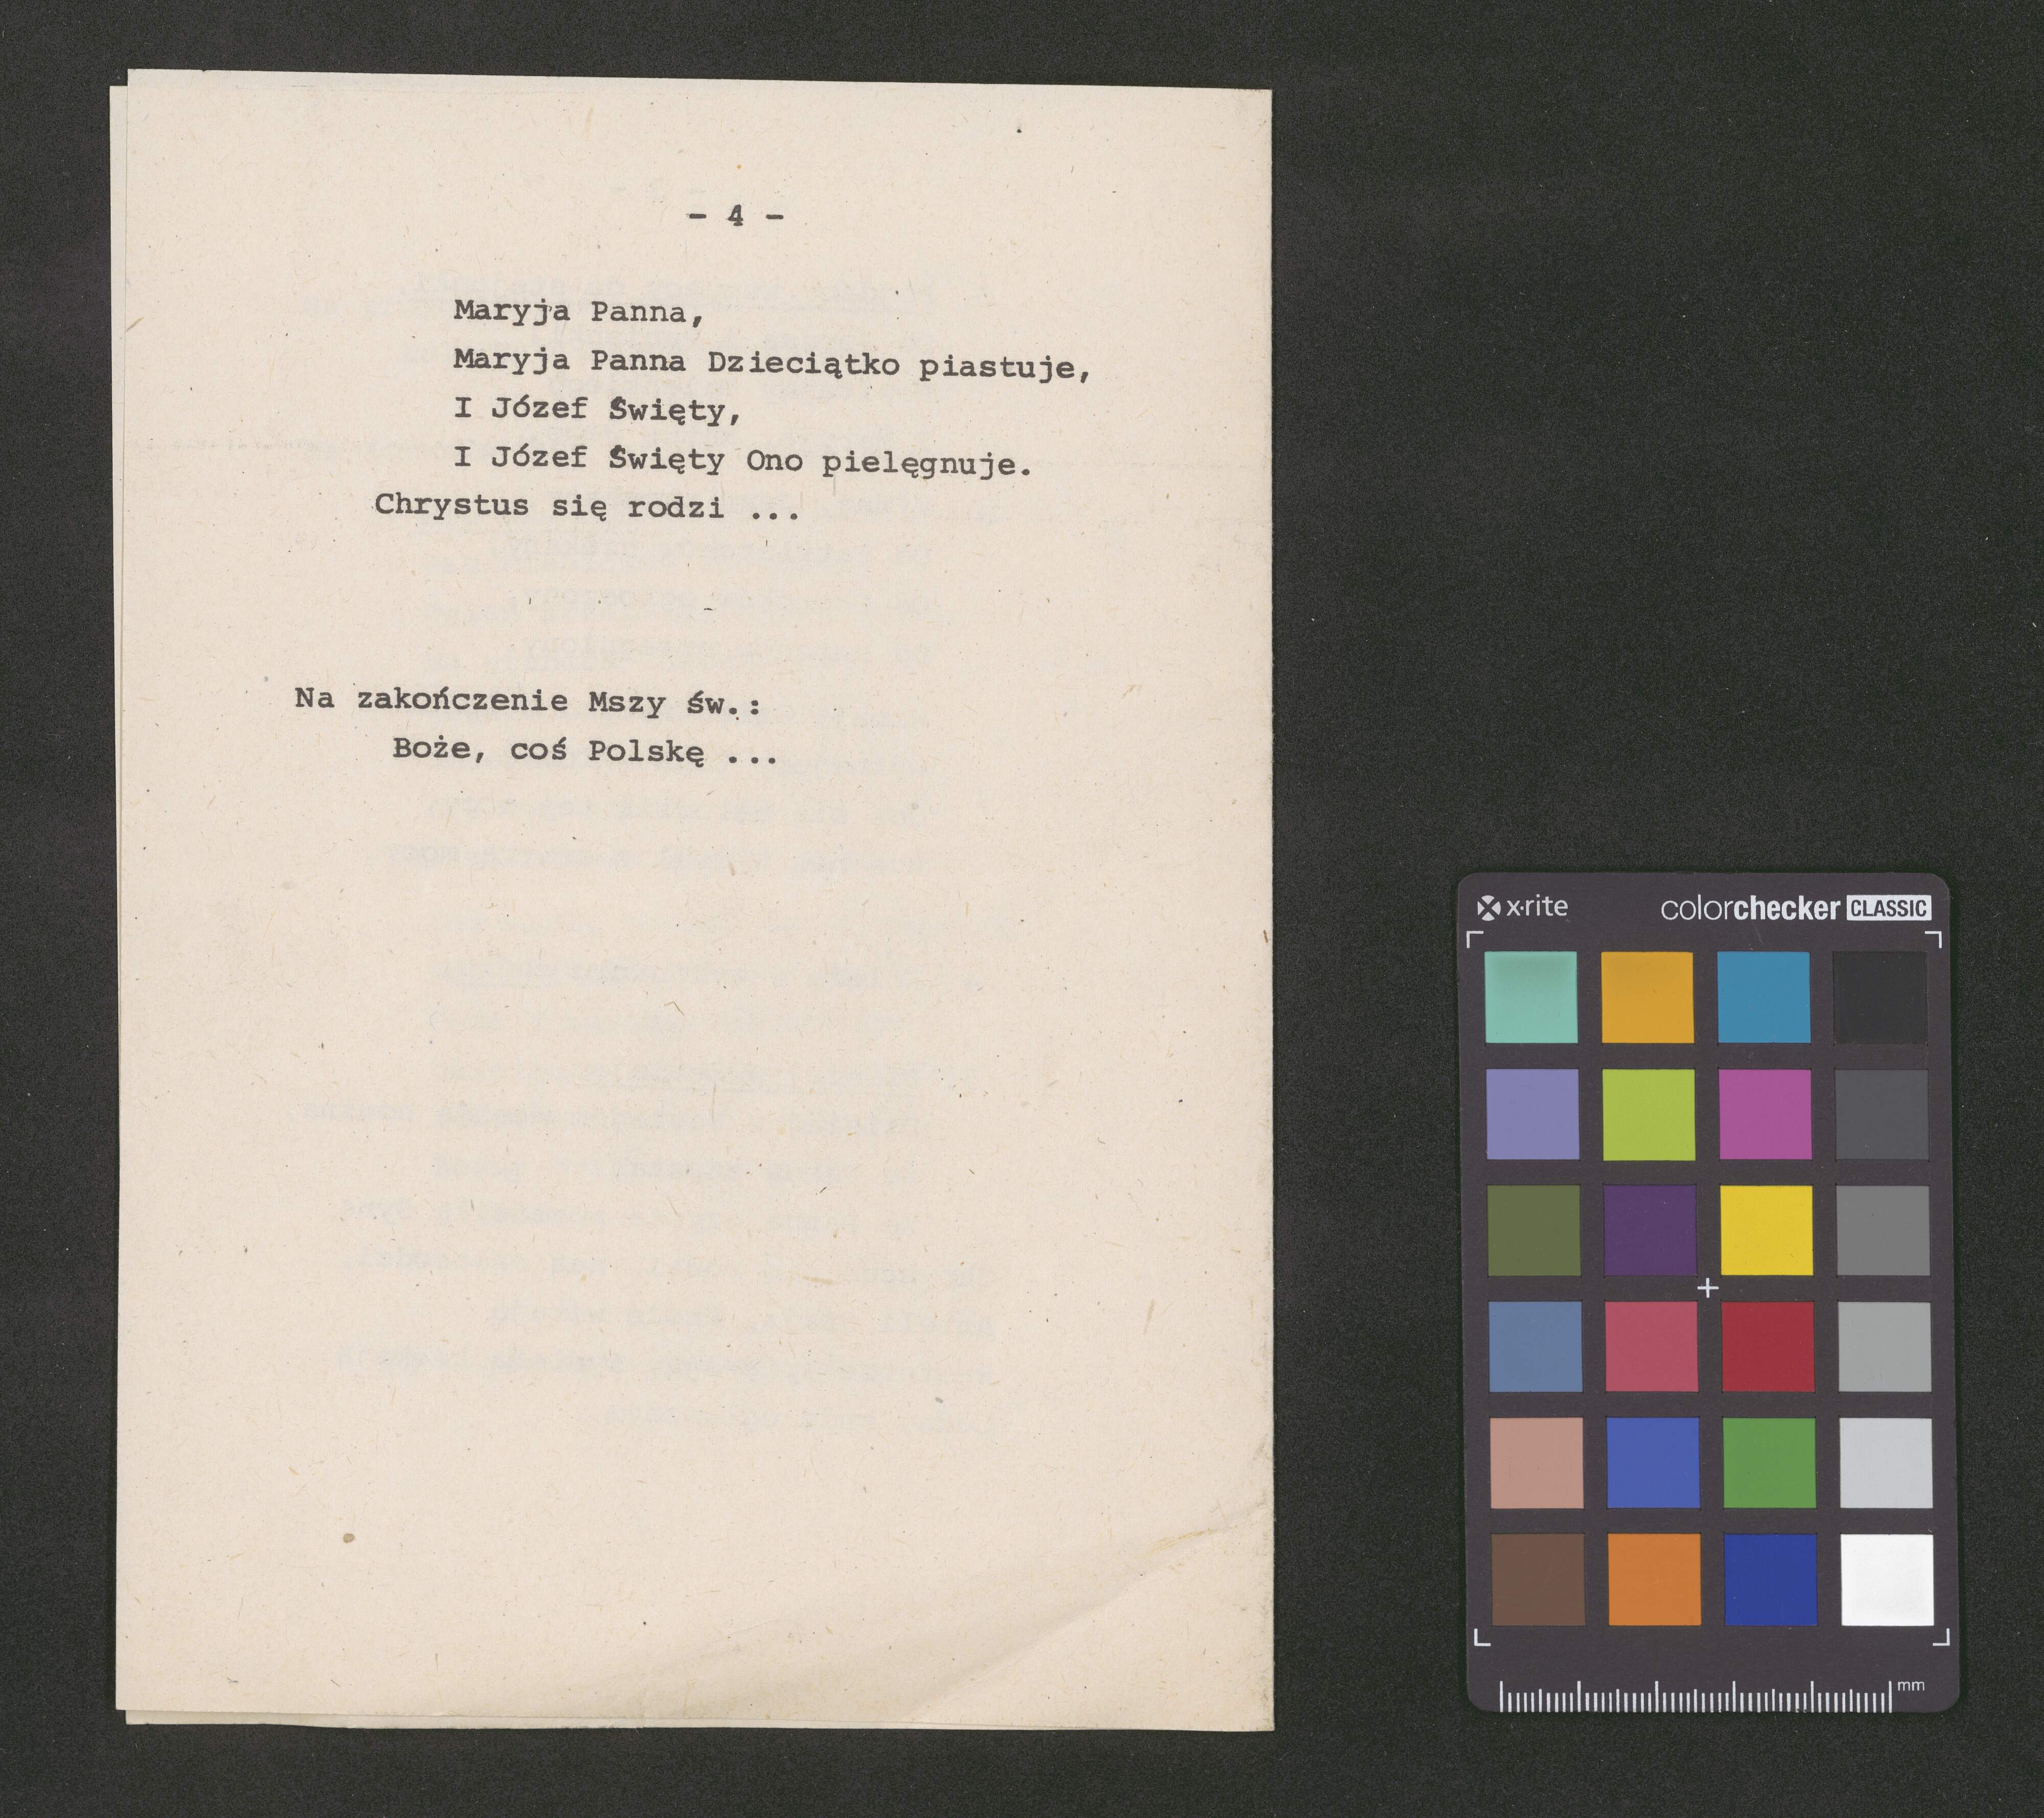 - 4 -
Maryja Panna,
Maryja Panna Dzieciątko piastuje,
I Józef Święty,
I Józef Święty Ono pielęgnuje.
Chrystus się rodzi ...
Na zakończenie Mszy św.:
Boże, coś Polskę ...
x·rite colorchecker CLASSIC
mm